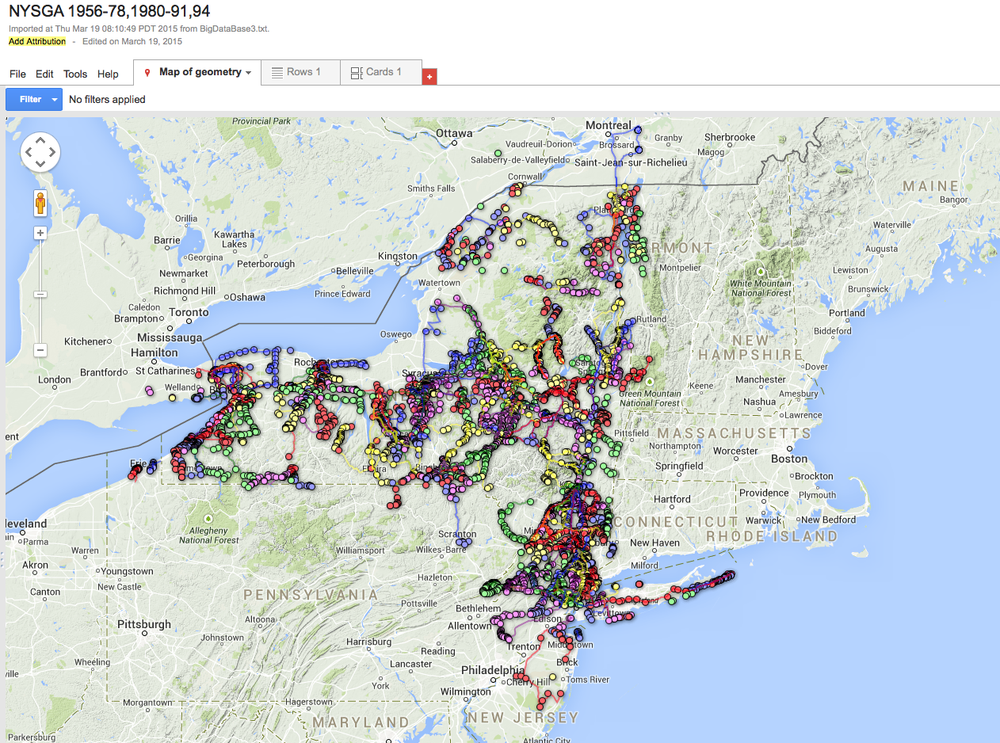 NYSGA 1956-78,1980-91,94
Imported at Thu Mar 19 08:10:49 PDT 2015 from BigDataBase3.txt.
Add Attribution - Edited on March 19, 2015
File Edit Tools Help Map of geometry Rows 1 Cards 1 +
Filter No filters applied
Provincial Park
Montreal
Ottawa
Granby
Sherbrooke
Vaudreuil-Dorion
Brossard
Magog
Salaberry-de-Valleyfield
Saint-Jean-sur-Richelieu
Cornwall
Smiths Falls
MAINE
Bangor
Orillia
Waterville
Barrie
Kawartha
Lakes
Augusta
Georgina
Kingston
Peterborough
RMONT
Montpelier
Newmarket
Belleville
Lewiston
Watertown
White Mountain
National Forest
Richmond Hill
Prince Edward
Brunswick
Oshawa
Caledon
Brampton
Toronto
Portland
Rutland
Biddeford
Mississauga
Oswego
NEW
HAMPSHIRE
Kitchener
Hamilton
Brantford
St Catharines
Dover
London
Welland
Manchester
Keene
Amesbury
Green Mountain
National Forest
Nashua
Lawrence
Pittsfield
MASSACHUSETTS
Northampton
Worcester
Boston
Erie
Springfield
Brockton
Providence
Plymouth
Hartford
CONNECTICUT
Warwick
New Bedford
RHODE ISLAND
Allegheny
National Forest
Scranton
New Haven
Parma
Warren
Williamsport
Wilkes-Barre
Milford
Akron
Youngstown
New Castle
Hazleton
Canton
PENNSYLVANIA
Pottsville
Bethlehem
Allentown
Altoona
Edison
Pittsburgh
Johnstown
Harrisburg
Reading
Trenton
Wheeling
Lancaster
Brick
Philadelphia
York
Cherry Hill
Toms River
Wilmington
Morgantown
Hagerstown
MARYLAND
NEW JERSEY
Parkersburg
Atlantic City